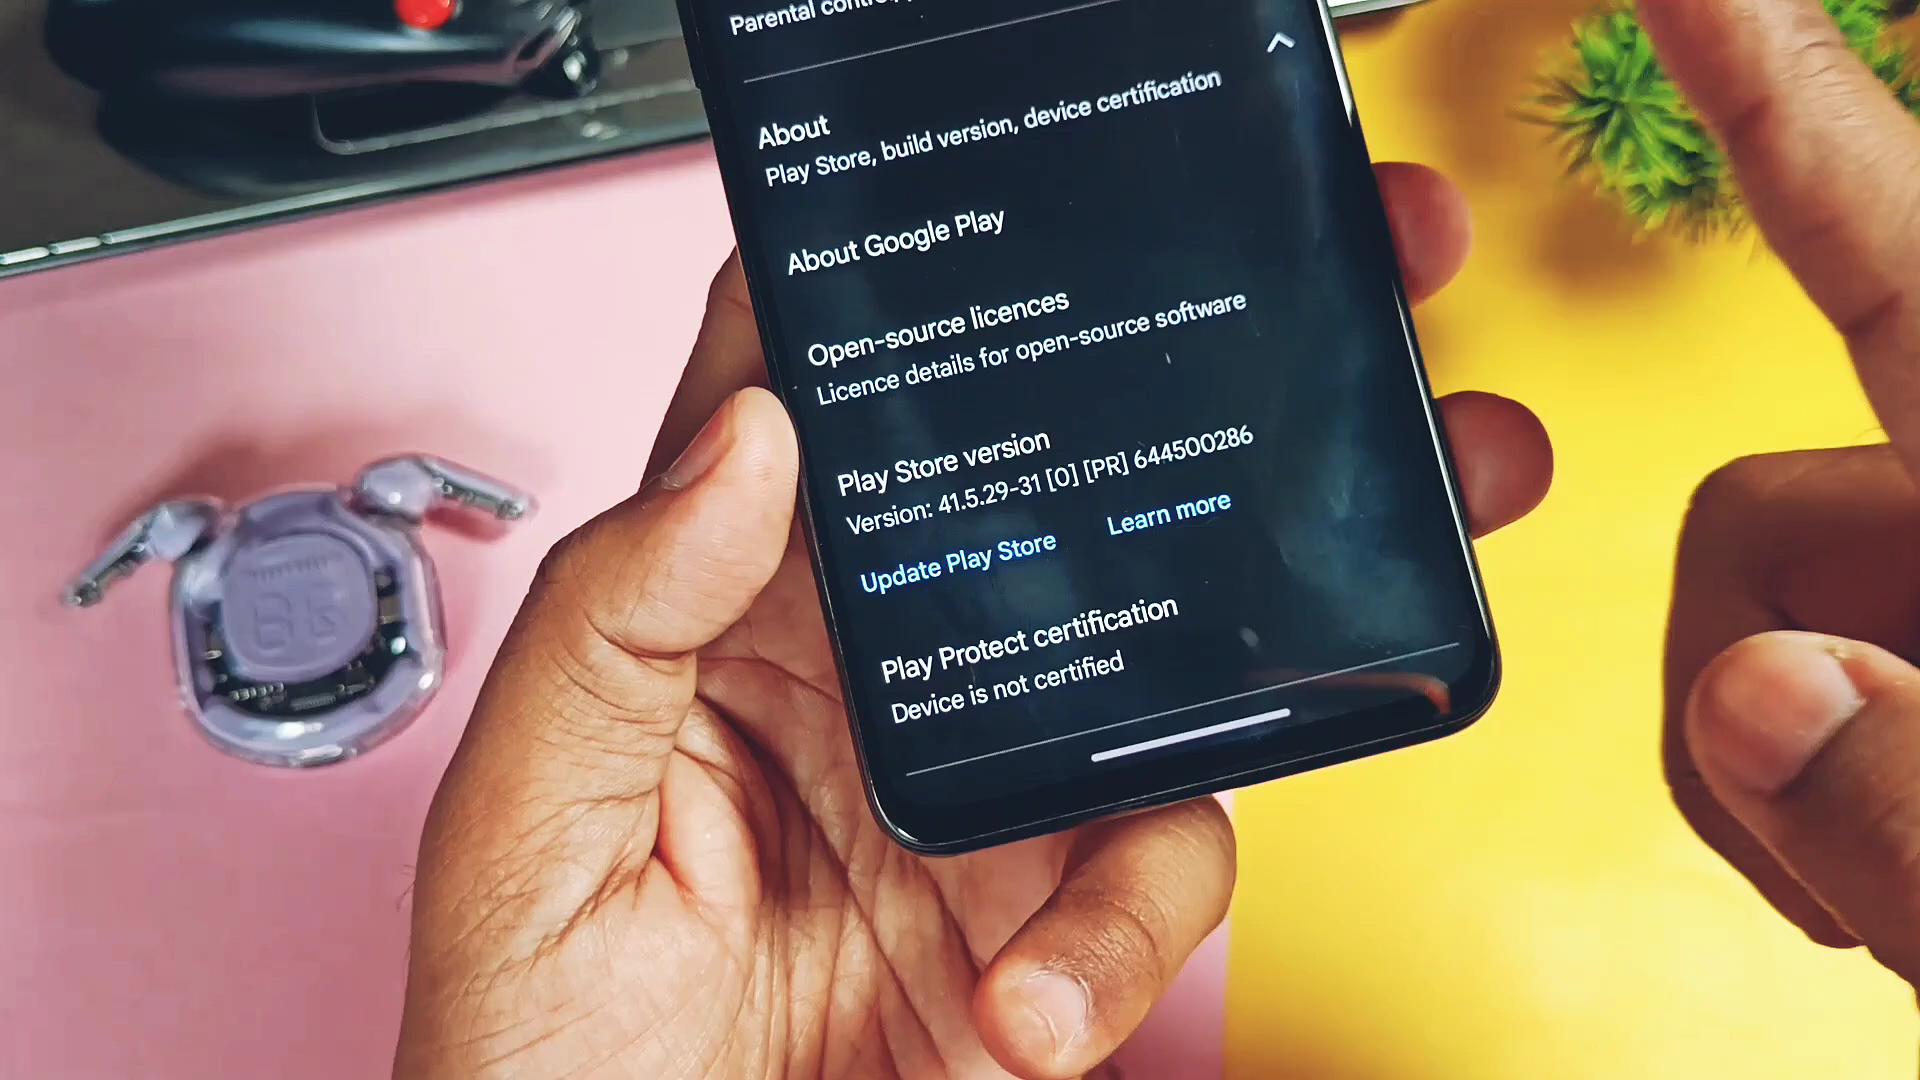 Parental
About
Play Store, build version, device certification
About Google Play
Open-source licences
Licence details for open-source software
Play Store version
Version: 41.5.29-31 [0] [PR] 644500286
Update Play Store
Learn more
Play Protect certification
Device is not certified